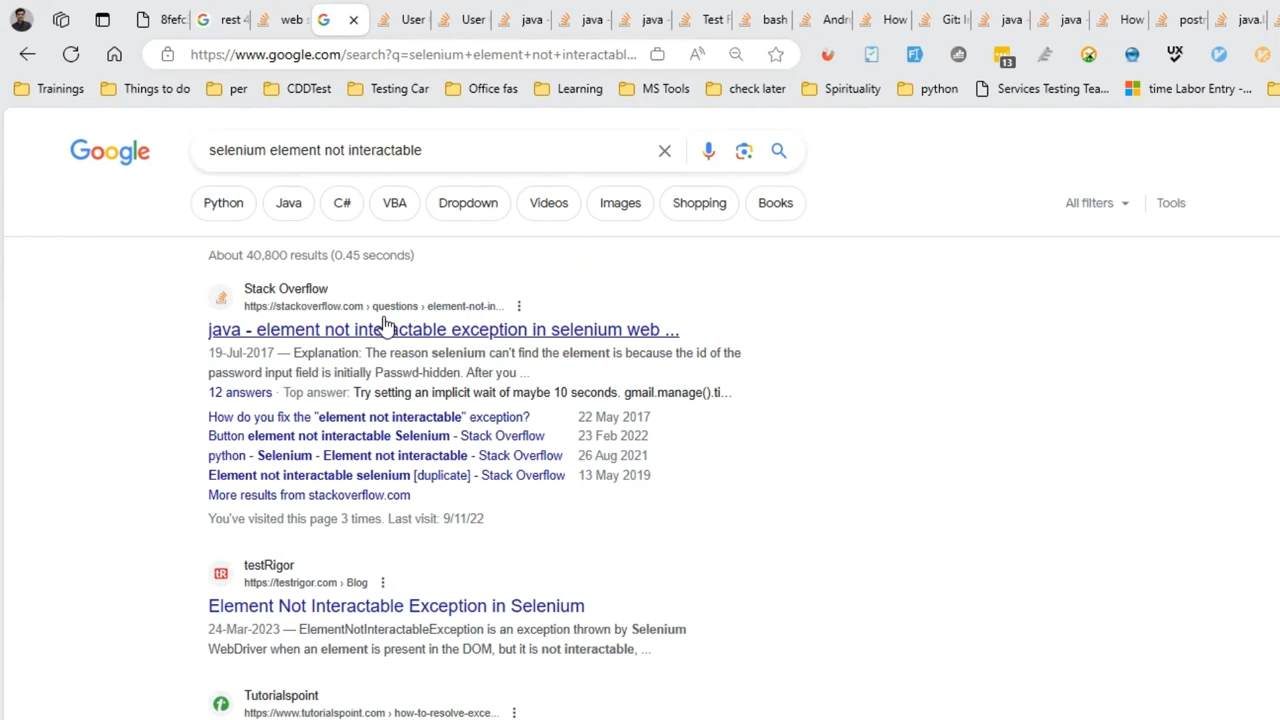 8fefc
rest 4
web s
User
User
java -
java -
java -
Test F
bash
Andr
How
Git: I
java -
java -
How
post
java.l
https://www.google.com/search?q=selenium+element+not+interactabl...
13
UX
Trainings
Things to do
per
CDDTest
Testing Car
Office fas
Learning
MS Tools
check later
Spirituality
python
Services Testing Tea...
time Labor Entry -...
Google
selenium element not interactable
Python
Java
C#
VBA
Dropdown
Videos
Images
Shopping
Books
All filters
Tools
About 40,800 results (0.45 seconds)
Stack Overflow
https://stackoverflow.com › questions › element-not-in...
java - element not interactable exception in selenium web ...
19-Jul-2017 — Explanation: The reason selenium can't find the element is because the id of the
password input field is initially Passwd-hidden. After you ...
12 answers · Top answer: Try setting an implicit wait of maybe 10 seconds. gmail.manage().ti...
How do you fix the "element not interactable" exception? 22 May 2017
Button element not interactable Selenium - Stack Overflow 23 Feb 2022
python - Selenium - Element not interactable - Stack Overflow 26 Aug 2021
Element not interactable selenium [duplicate] - Stack Overflow 13 May 2019
More results from stackoverflow.com
You've visited this page 3 times. Last visit: 9/11/22
tR
testRigor
https://testrigor.com › Blog
Element Not Interactable Exception in Selenium
24-Mar-2023 — ElementNotInteractableException is an exception thrown by Selenium
WebDriver when an element is present in the DOM, but it is not interactable, ...
Tutorialspoint
https://www.tutorialspoint.com › how-to-resolve-exce...